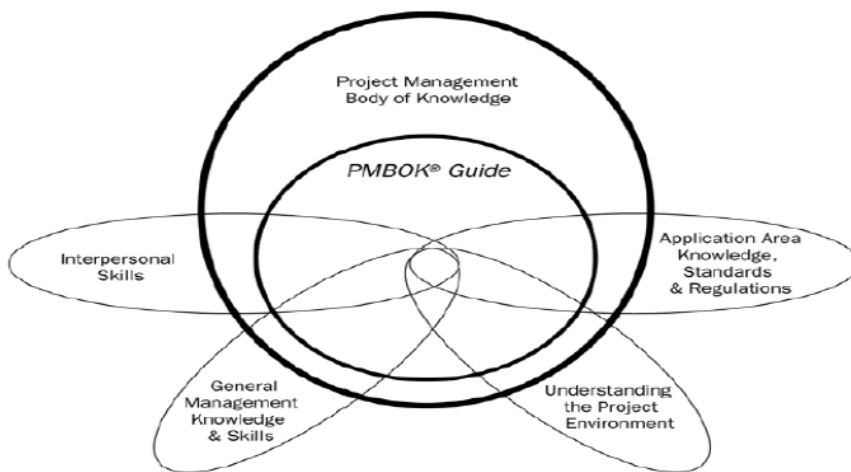 Project Management
Body of Knowledge
PMBOK® Guide
Interpersonal
Skills
Application Area
Knowledge,
Standards
& Regulations
General
Management
Knowledge
& Skills
Understanding
the Project
Environment